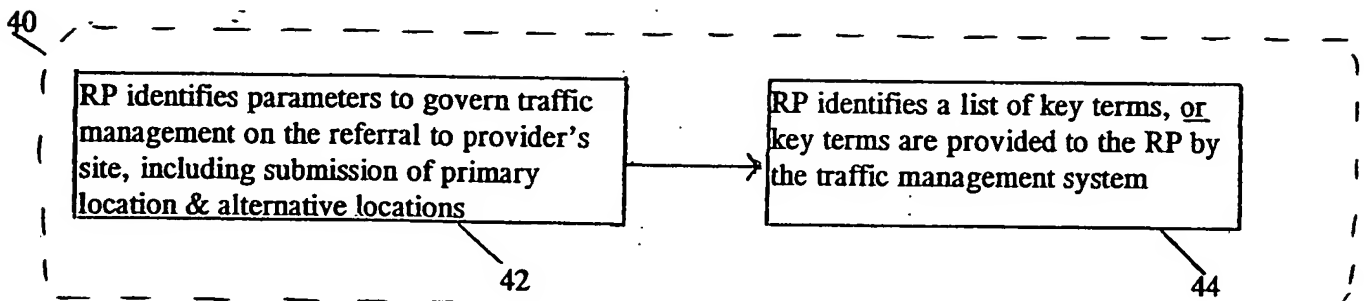 40
RP identifies parameters to govern traffic
management on the referral to provider's
site, including submission of primary
location & alternative locations
42
RP identifies a list of key terms, or
key terms are provided to the RP by
the traffic management system
44